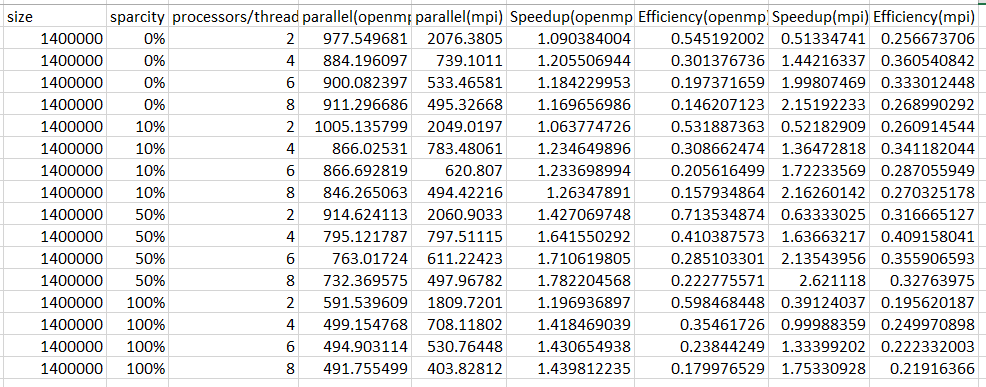 size sparcity processors/thread parallel(openmp parallel(mpi) Speedup(openmp Efficiency(openmp) Speedup(mpi) Efficiency(mpi)
1400000 0% 2 977.549681 2076.3805 1.090384004 0.545192002 0.51334741 0.256673706
1400000 0% 4 884.196097 739.1011 1.205506944 0.301376736 1.44216337 0.360540842
1400000 0% 6 900.082397 533.46581 1.184229953 0.197371659 1.99807469 0.333012448
1400000 0% 8 911.296686 495.32668 1.169656986 0.146207123 2.15192233 0.268990292
1400000 10% 2 1005.135799 2049.0197 1.063774726 0.531887363 0.52182909 0.260914544
1400000 10% 4 866.02531 783.48061 1.234649896 0.308662474 1.36472818 0.341182044
1400000 10% 6 866.692819 620.807 1.233698994 0.205616499 1.72233569 0.287055949
1400000 10% 8 846.265063 494.42216 1.26347891 0.157934864 2.16260142 0.270325178
1400000 50% 2 914.624113 2060.9033 1.427069748 0.713534874 0.63333025 0.316665127
1400000 50% 4 795.121787 797.51115 1.641550292 0.410387573 1.63663217 0.409158041
1400000 50% 6 763.01724 611.22423 1.710619805 0.285103301 2.13543956 0.355906593
1400000 50% 8 732.369575 497.96782 1.782204568 0.222775571 2.621118 0.32763975
1400000 100% 2 591.539609 1809.7201 1.196936897 0.598468448 0.39124037 0.195620187
1400000 100% 4 499.154768 708.11802 1.418469039 0.35461726 0.99988359 0.249970898
1400000 100% 6 494.903114 530.76448 1.430654938 0.23844249 1.33399202 0.222332003
1400000 100% 8 491.755499 403.82812 1.439812235 0.179976529 1.75330928 0.21916366